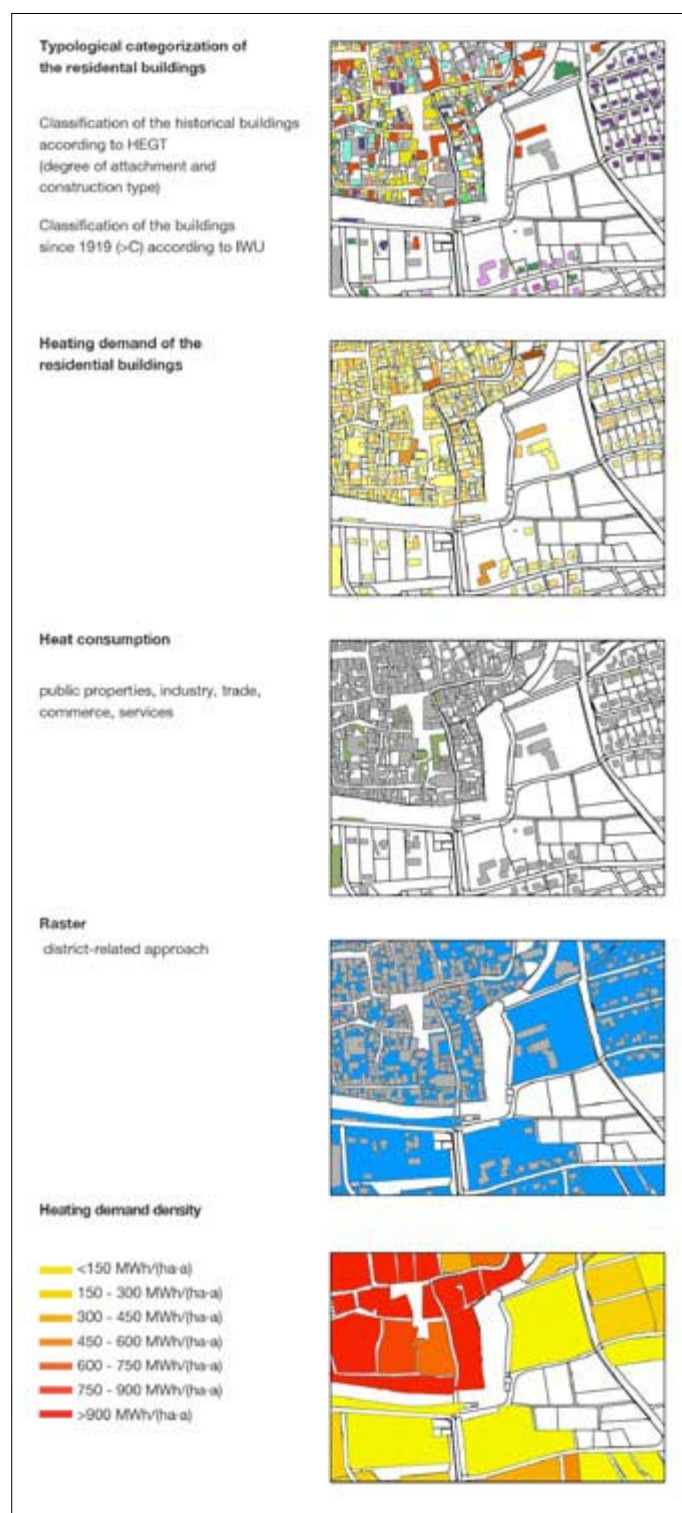 Typological categorization of
the residental buildings
Classification of the historical buildings
according to HEGT
(degree of attachment and
construction type)
Classification of the buildings
since 1919 (>C) according to IWU
Heating demand of the
residential buildings
Heat consumption
public properties, industry, trade,
commerce, services
Raster
district-related approach
Heating demand density
<150 MWh/(ha·a)
150 - 300 MWh/(ha·a)
300 - 450 MWh/(ha·a)
450 - 600 MWh/(ha·a)
600 - 750 MWh/(ha·a)
750 - 900 MWh/(ha·a)
>900 MWh/(ha·a)